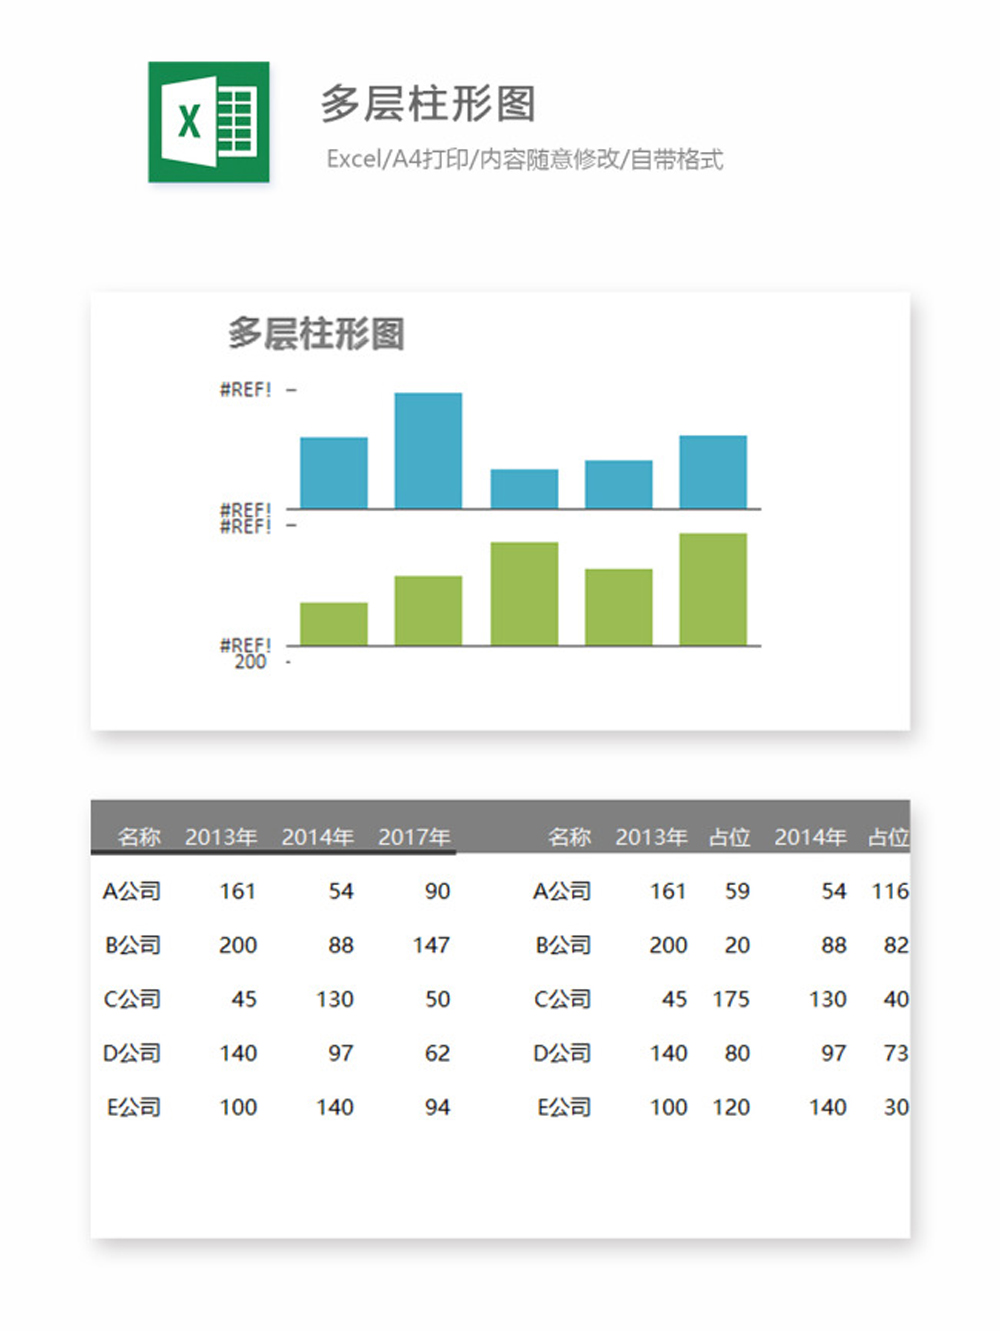 X
多层柱形图
Excel/A4打印/内容随意修改/自带格式
多层柱形图
#REF!
#REF!
#REF!
#REF!
200
名称 2013年 2014年 2017年 名称 2013年 占位 2014年 占位
A公司 161 54 90 A公司 161 59 54 116
B公司 200 88 147 B公司 200 20 88 82
C公司 45 130 50 C公司 45 175 130 40
D公司 140 97 62 D公司 140 80 97 73
E公司 100 140 94 E公司 100 120 140 30